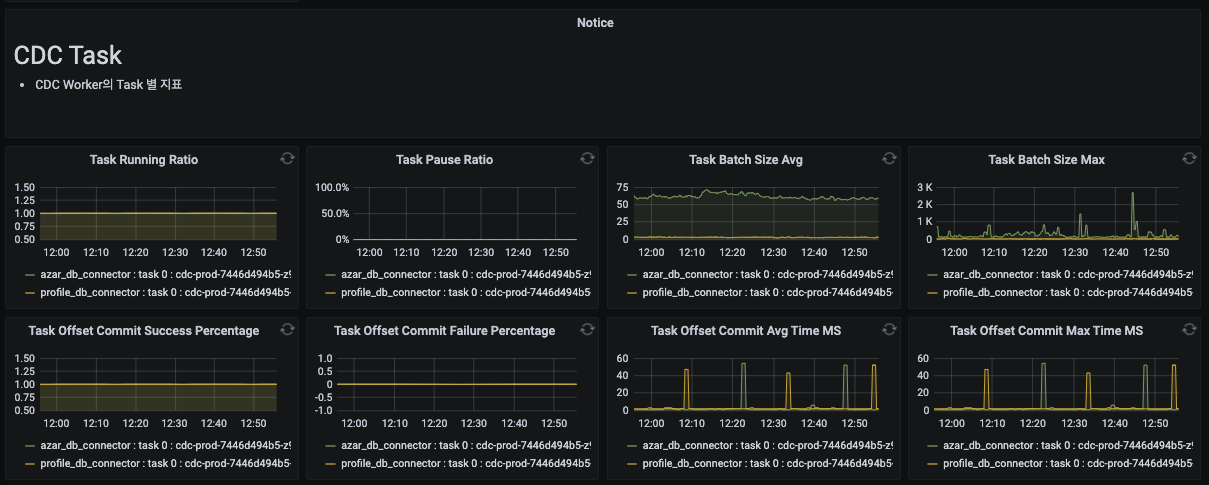 Notice
CDC Task
• CDC Worker의 Task 별 지표
Task Running Ratio
1.50
1.25
1.00
0.75
0.50
12:00 12:10 12:20 12:30 12:40 12:50
azar_db_connector : task 0 : cdc-prod-7446d494b5-z9
profile_db_connector : task 0 : cdc-prod-7446d494b5-
Task Pause Ratio
100.0%
50.0%
0%
12:00 12:10 12:20 12:30 12:40 12:50
azar_db_connector : task 0 : cdc-prod-7446d494b5-z9
profile_db_connector : task 0 : cdc-prod-7446d494b5-
Task Batch Size Avg
75
50
25
0
12:00 12:10 12:20 12:30 12:40 12:50
azar_db_connector : task 0 : cdc-prod-7446d494b5-z9
profile_db_connector : task 0 : cdc-prod-7446d494b5-
Task Batch Size Max
3 K
2 K
1 K
0
12:00 12:10 12:20 12:30 12:40 12:50
azar_db_connector : task 0 : cdc-prod-7446d494b5-z9
profile_db_connector : task 0 : cdc-prod-7446d494b5-
Task Offset Commit Success Percentage
1.50
1.25
1.00
0.75
0.50
12:00 12:10 12:20 12:30 12:40 12:50
azar_db_connector : task 0 : cdc-prod-7446d494b5-z9
profile_db_connector : task 0 : cdc-prod-7446d494b5-
Task Offset Commit Failure Percentage
1.0
0.5
0
-0.5
-1.0
12:00 12:10 12:20 12:30 12:40 12:50
azar_db_connector : task 0 : cdc-prod-7446d494b5-z9
profile_db_connector : task 0 : cdc-prod-7446d494b5-
Task Offset Commit Avg Time MS
60
40
20
0
12:00 12:10 12:20 12:30 12:40 12:50
azar_db_connector : task 0 : cdc-prod-7446d494b5-z9
profile_db_connector : task 0 : cdc-prod-7446d494b5-
Task Offset Commit Max Time MS
60
40
20
0
12:00 12:10 12:20 12:30 12:40 12:50
azar_db_connector : task 0 : cdc-prod-7446d494b5-z9
profile_db_connector : task 0 : cdc-prod-7446d494b5-